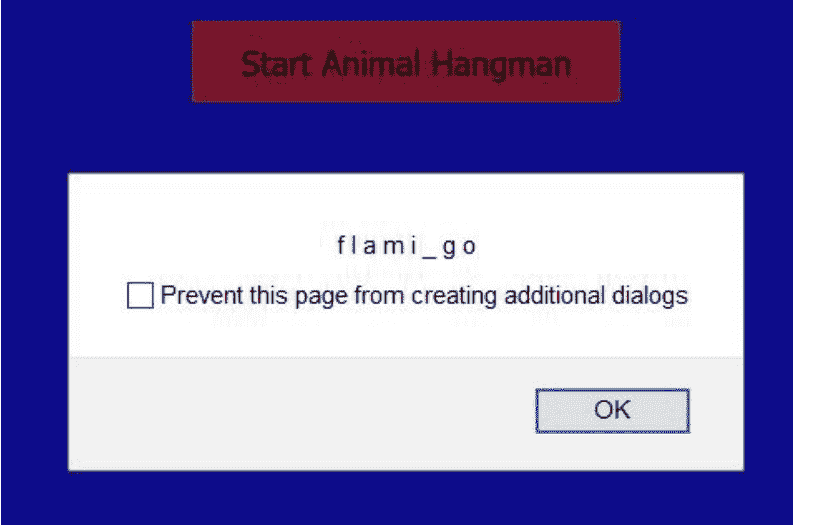 Start Animal Hangman
f l a m i _ g o
Prevent this page from creating additional dialogs
OK